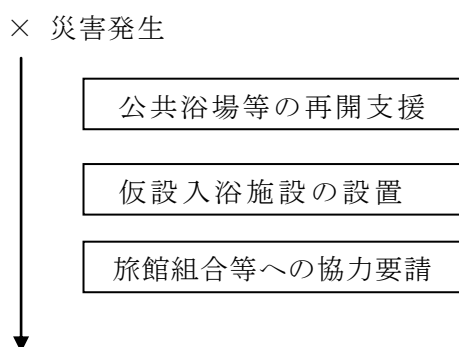 × 災害発生
公共浴場等の再開支援
仮設入浴施設の設置
旅館組合等への協力要請